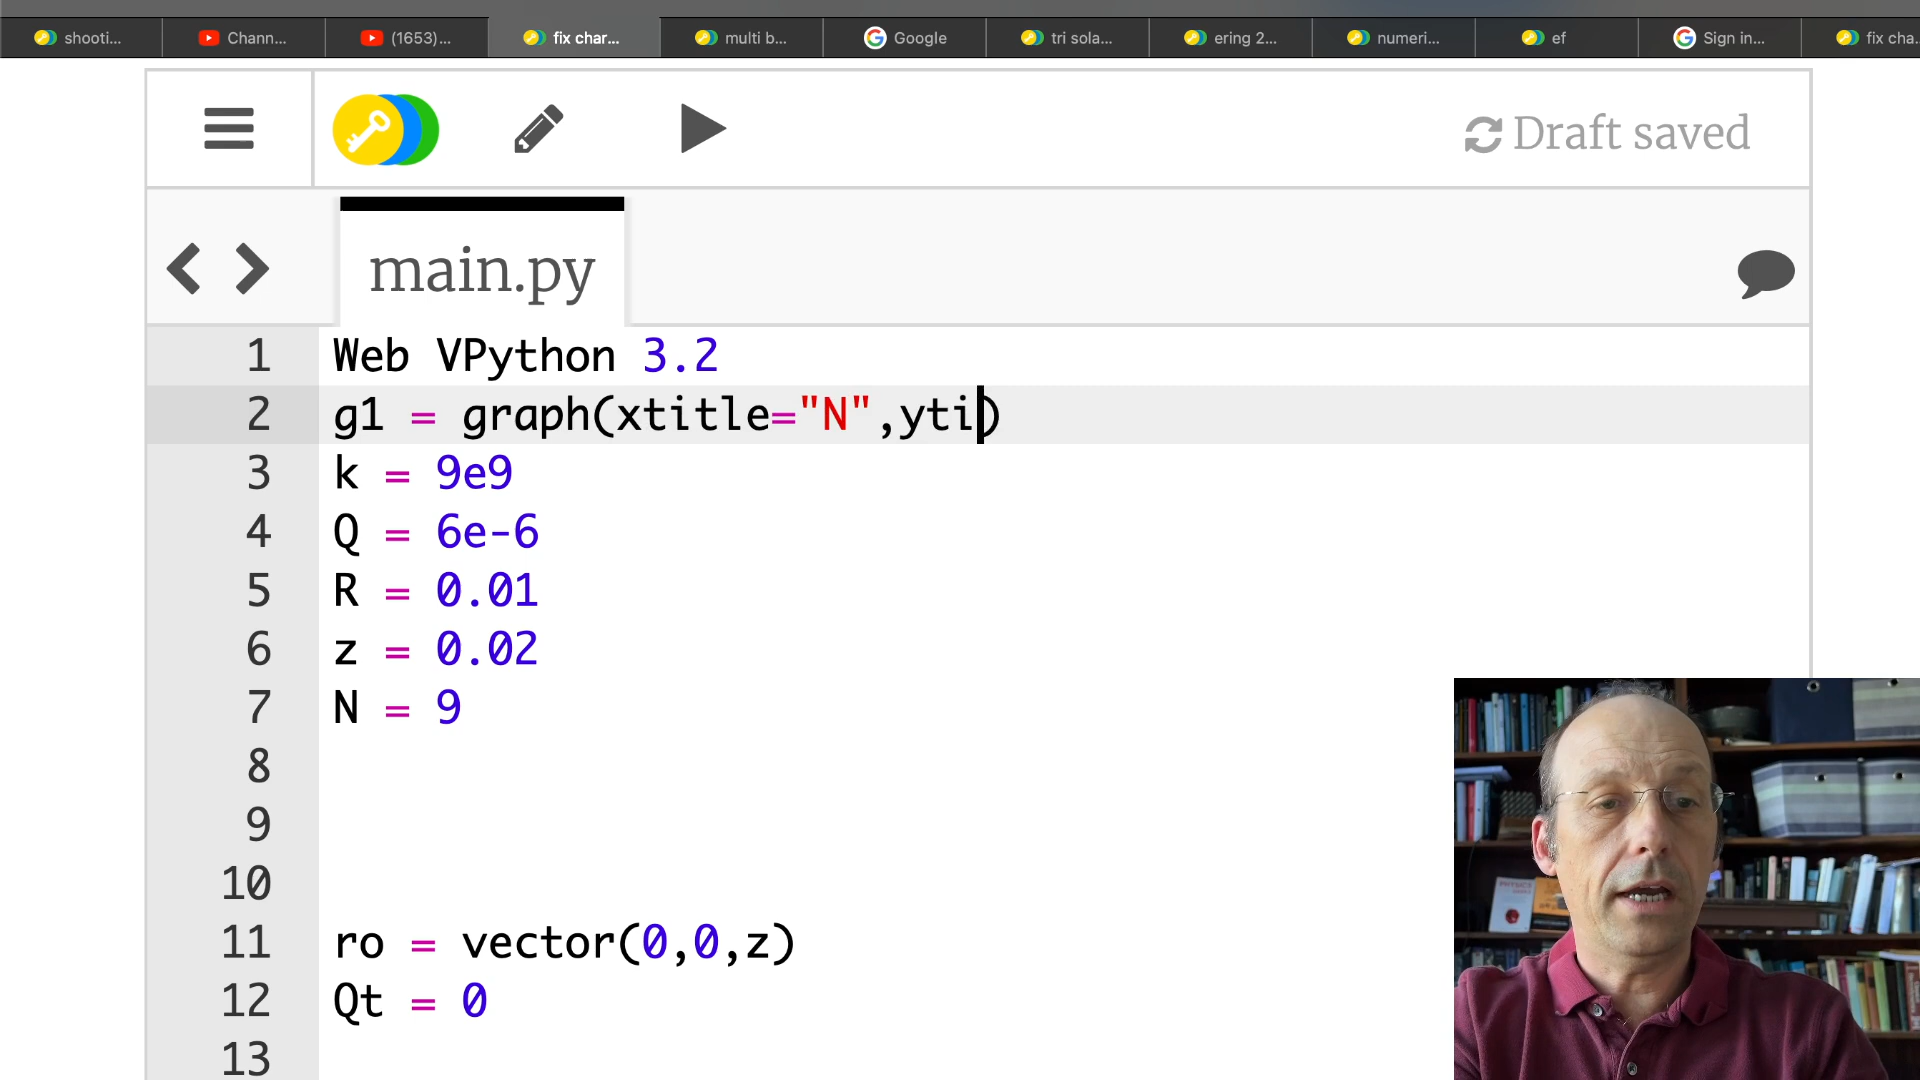 shooti...
Chann...
(1653)...
fix char...
multi b...
Google
tri sola...
ering 2...
numeri...
ef
Sign in...
fix cha.
Draft saved
main.py
1 Web VPython 3.2
2 g1 = graph(xtitle="N",yti)
3 k = 9e9
4 Q = 6e-6
5 R = 0.01
6 z = 0.02
7 N = 9
8
9
10
11 ro = vector(0,0,z)
12 Qt = 0
13
PHYSICS